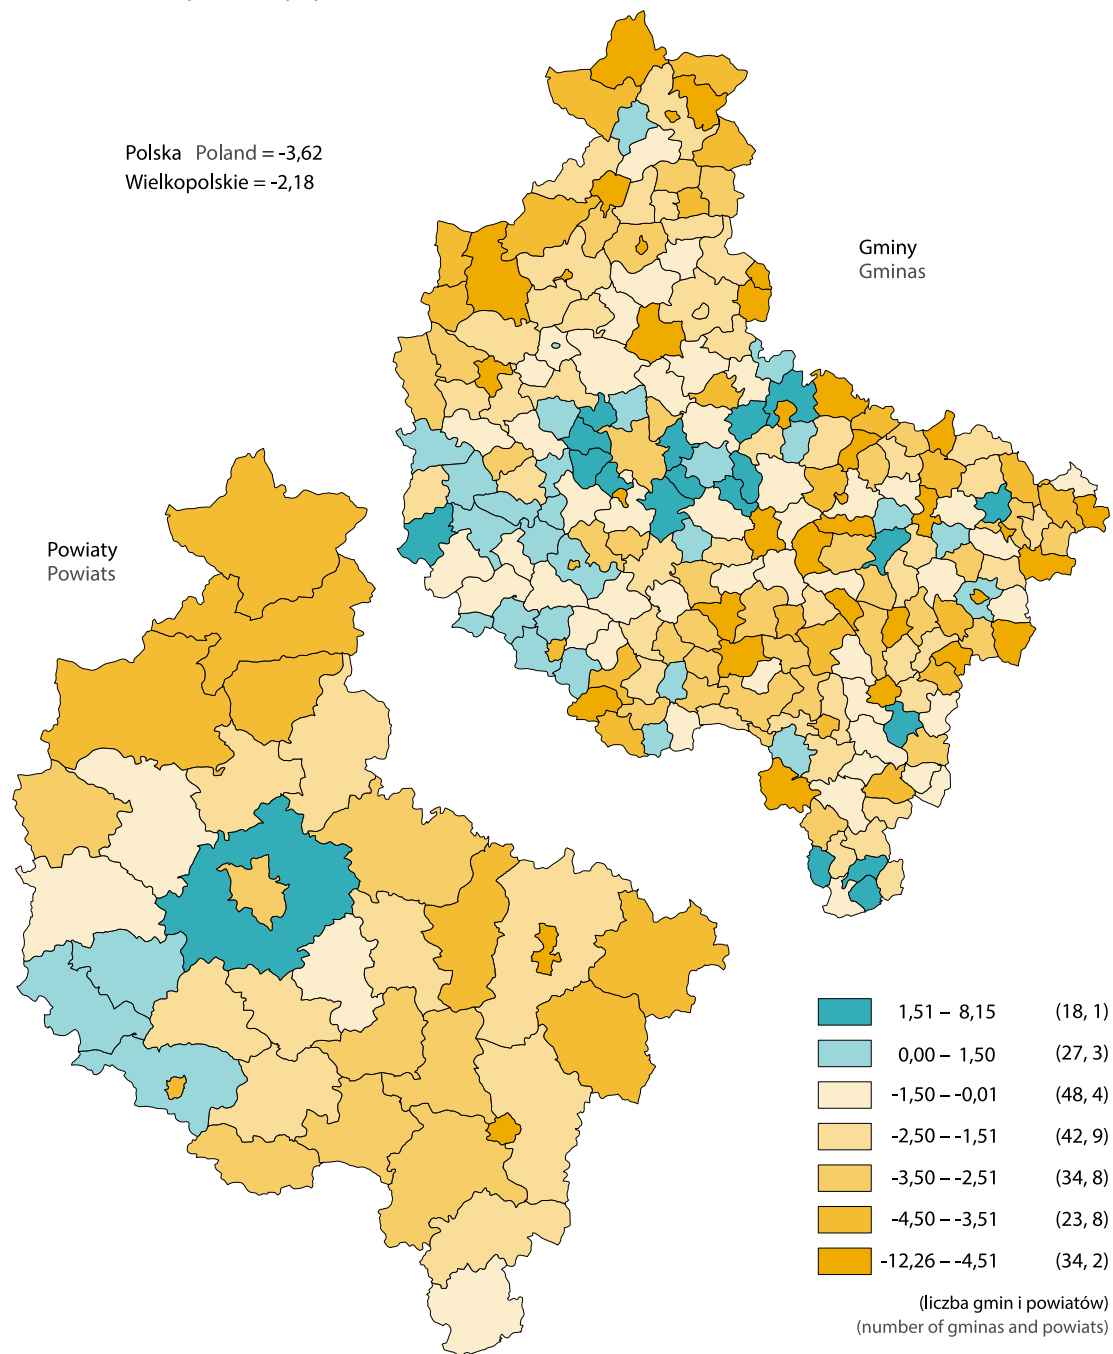 Polska Poland = -3,62
Wielkopolskie = -2,18
Gminy
Gminas
Powiaty
Powiats
1,51 – 8,15 (18, 1)
0,00 – 1,50 (27, 3)
-1,50 – -0,01 (48, 4)
-2,50 – -1,51 (42, 9)
-3,50 – -2,51 (34, 8)
-4,50 – -3,51 (23, 8)
-12,26 – -4,51 (34, 2)
(liczba gmin i powiatów)
(number of gminas and powiats)